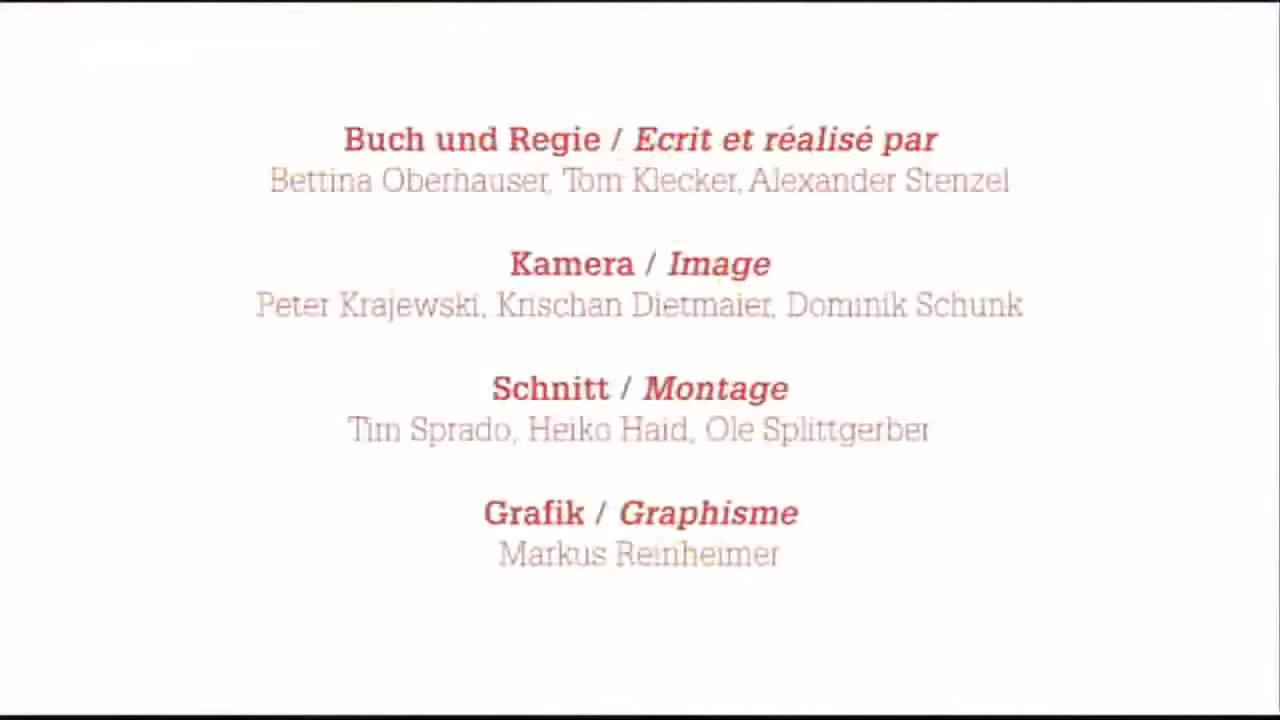 Buch und Regie / Ecrit et réalisé par
Bettina Oberhauser, Tom Klecker, Alexander Stenzel
Kamera / Image
Peter Krajewski, Krischan Dietmaier, Dominik Schunk
Schnitt / Montage
Tim Sprado, Heiko Haid, Ole Splittgerber
Grafik / Graphisme
Markus Reinheimer